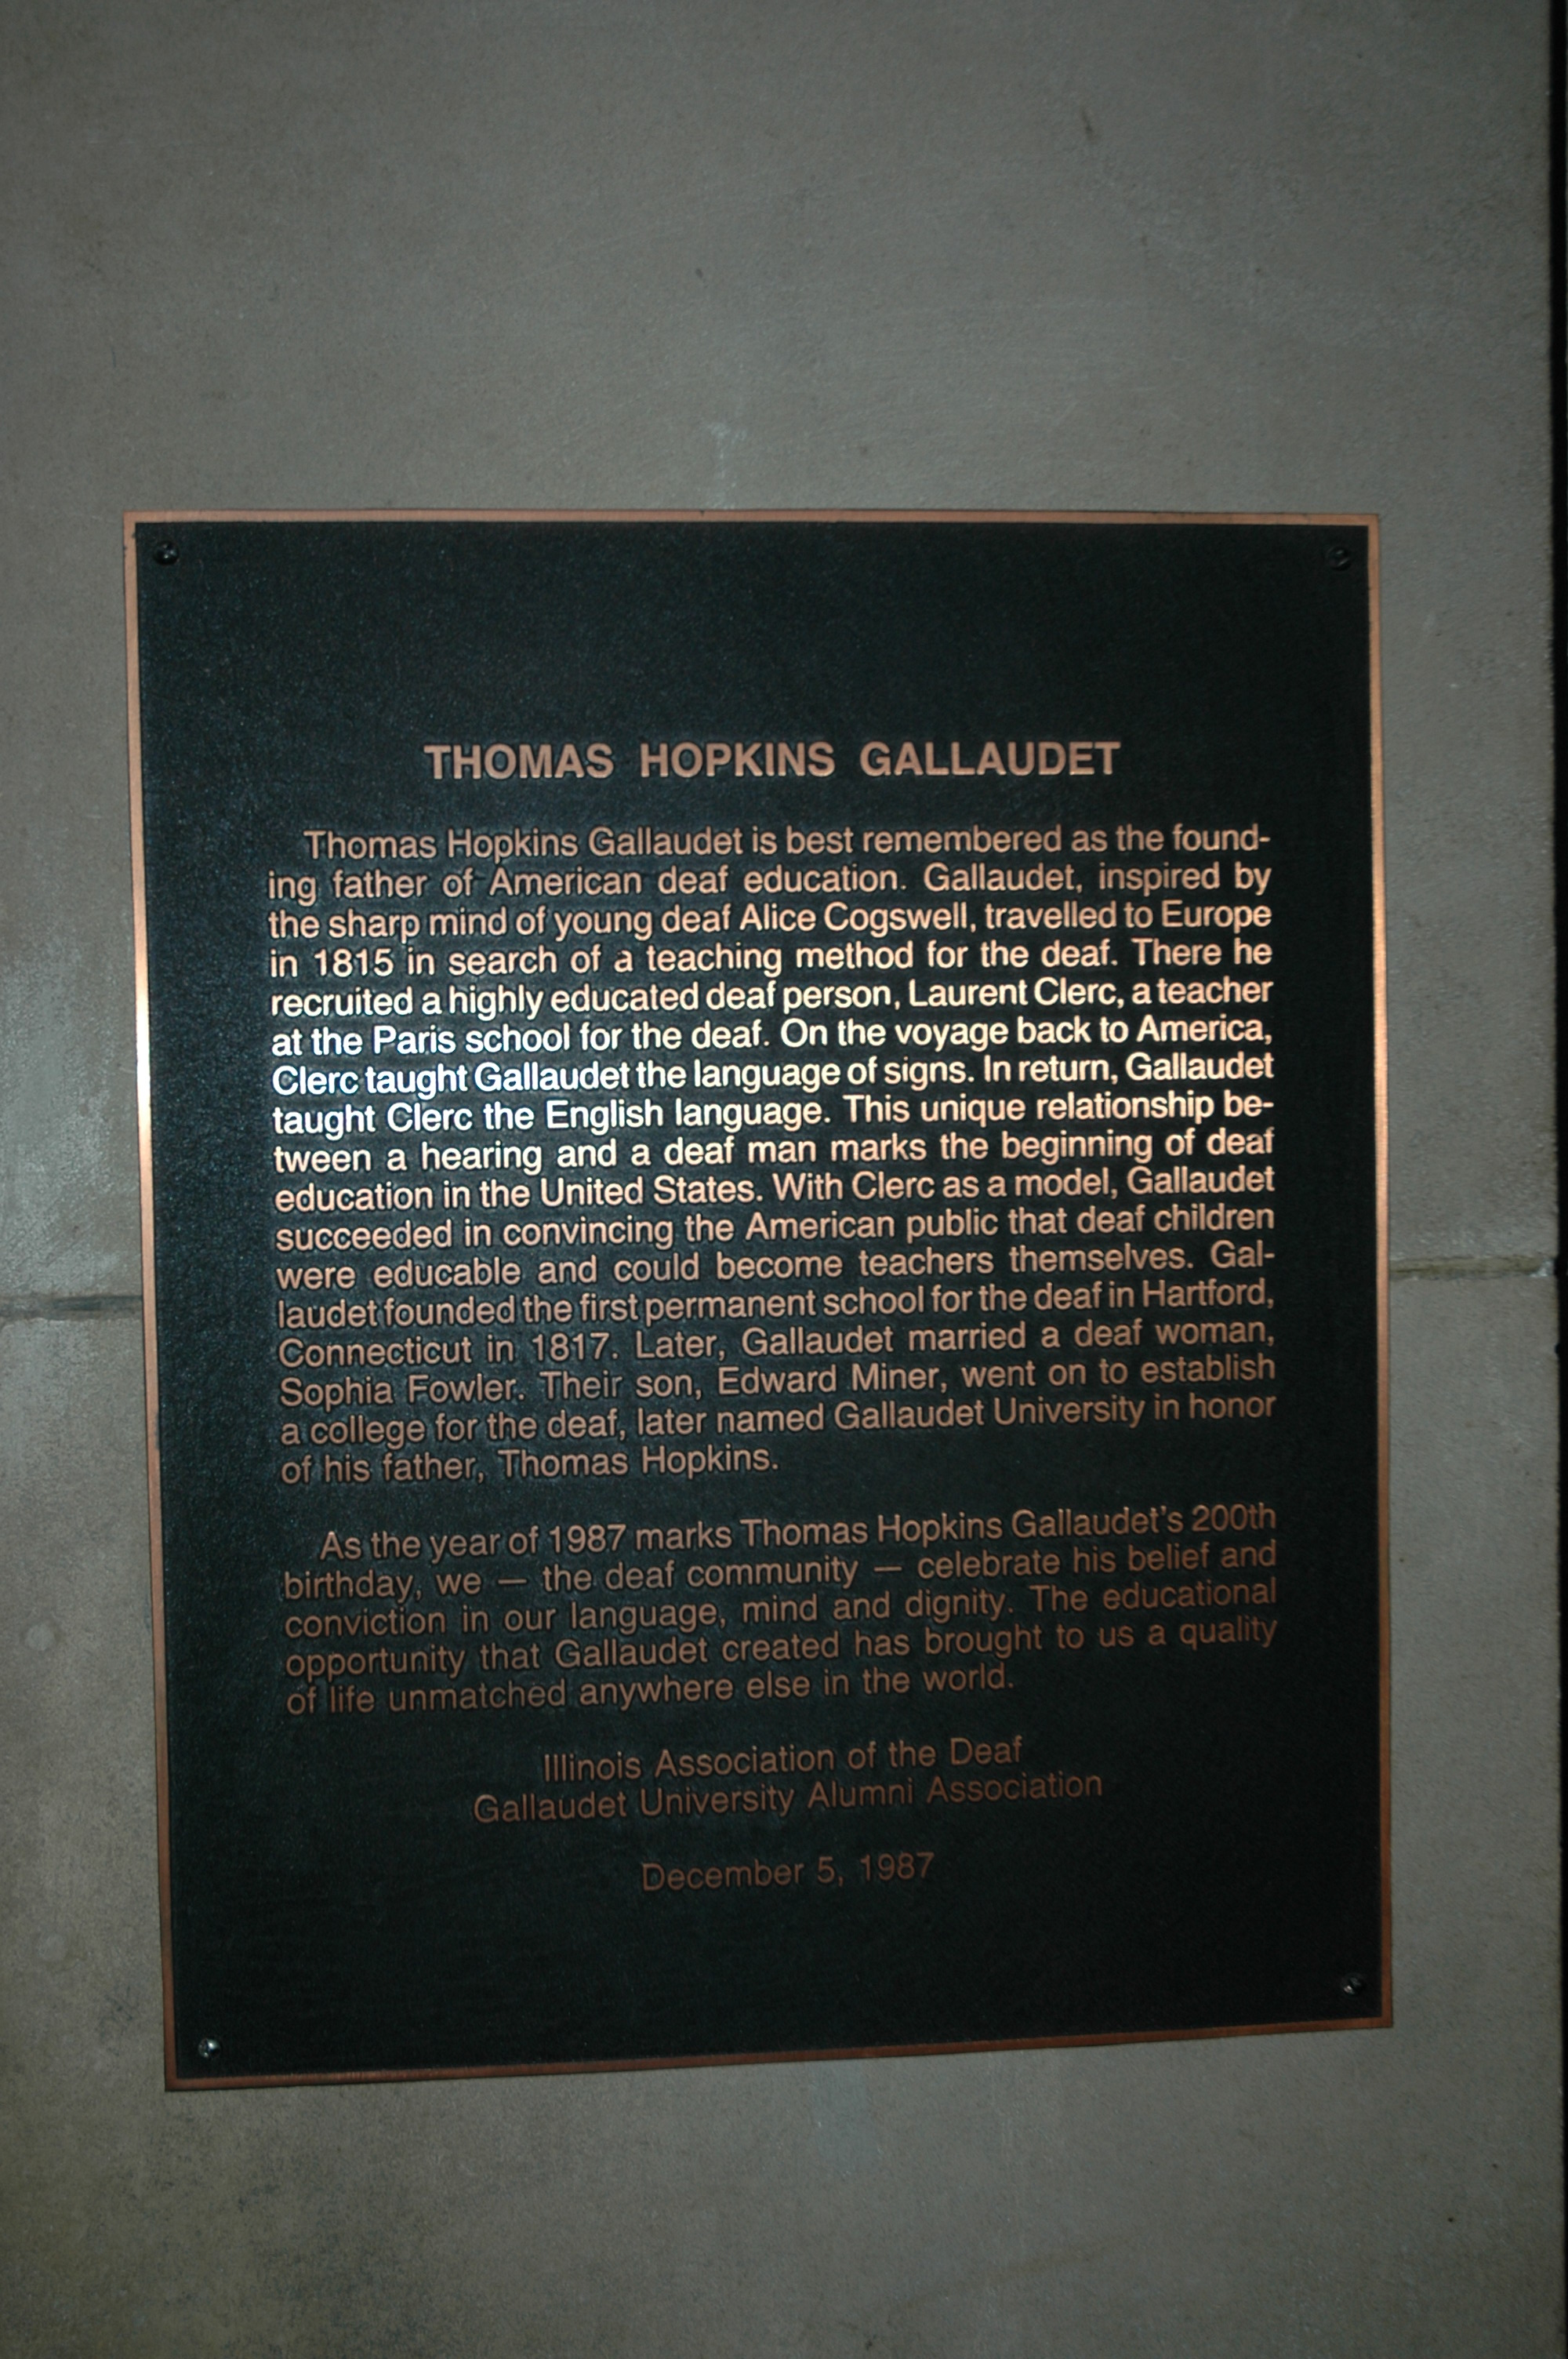 THOMAS HOPKINS GALLAUDET
Thomas Hopkins Gallaudet is best remembered as the found-
ing father of American deaf education. Gallaudet, inspired by
the sharp mind of young deaf Alice Cogswell, travelled to Europe
in 1815 in search of a teaching method for the deaf. There he
recruited a highly educated deaf person, Laurent Clerc, a teacher
at the Paris school for the deaf. On the voyage back to America,
Clerc taught Gallaudet the language of signs. In return, Gallaudet
taught Clerc the English language. This unique relationship be-
tween a hearing and a deaf man marks the beginning of deaf
education in the United States. With Clerc as a model, Gallaudet
succeeded in convincing the American public that deaf children
were educable and could become teachers themselves. Gal-
laudet founded the first permanent school for the deaf in Hartford,
Connecticut in 1817. Later, Gallaudet married a deaf woman,
Sophia Fowler. Their son, Edward Miner, went on to establish
a college for the deaf, later named Gallaudet University in honor
of his father, Thomas Hopkins.
As the year of 1987 marks Thomas Hopkins Gallaudet's 200th
birthday, we — the deaf community — celebrate his belief and
conviction in our language, mind and dignity. The educational
opportunity that Gallaudet created has brought to us a quality
of life unmatched anywhere else in the world.
Illinois Association of the Deaf
Gallaudet University Alumni Association
December 5, 1987